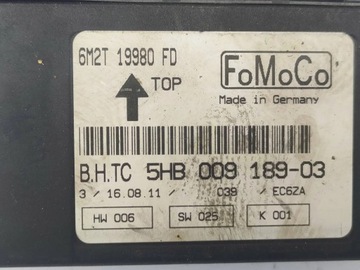 6M2T 19980 FD
TOP
FoMoCo
Made in Germany
B.H.TC 5HB 009 189-03
3 / 16.08.11 / 039 / EC6ZA
HW 006 SW 025 K 001